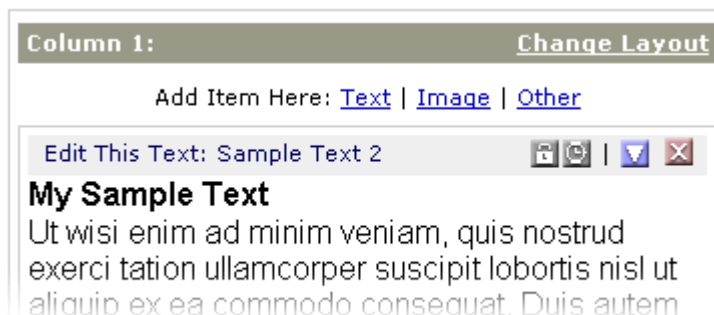 Column 1: Change Layout
Add Item Here: Text | Image | Other
Edit This Text: Sample Text 2 |
My Sample Text
Ut wisi enim ad minim veniam, quis nostrud
exerci tation ullamcorper suscipit lobortis nisl ut
aliquip ex ea commodo consequat. Duis autem